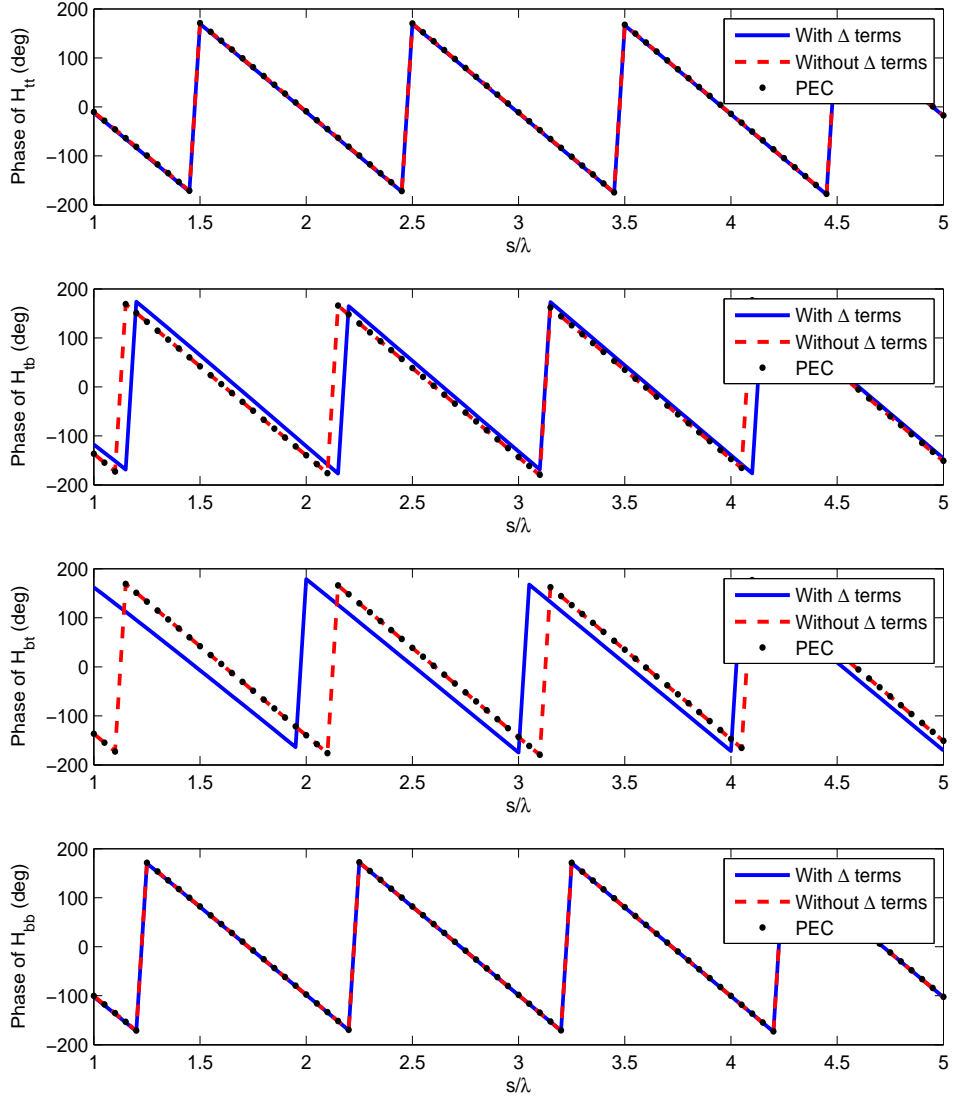 200
100
0
−100
−200
Phase of H_tt (deg)
With Δ terms
Without Δ terms
PEC
1 1.5 2 2.5 3 3.5 4 4.5 5
s/λ
200
100
0
−100
−200
Phase of H_tb (deg)
With Δ terms
Without Δ terms
PEC
1 1.5 2 2.5 3 3.5 4 4.5 5
s/λ
200
100
0
−100
−200
Phase of H_bt (deg)
With Δ terms
Without Δ terms
PEC
1 1.5 2 2.5 3 3.5 4 4.5 5
s/λ
200
100
0
−100
−200
Phase of H_bb (deg)
With Δ terms
Without Δ terms
PEC
1 1.5 2 2.5 3 3.5 4 4.5 5
s/λ